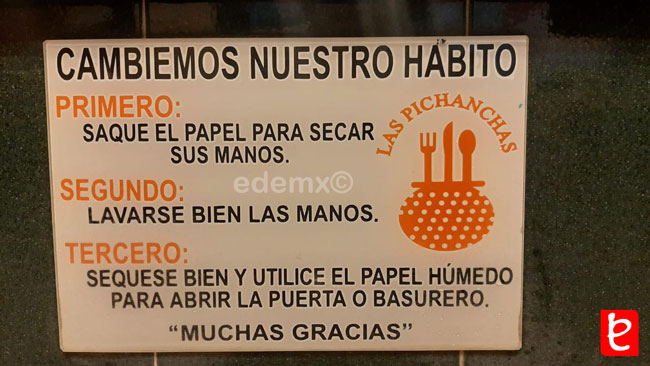 CAMBIEMOS NUESTRO HÁBITO
PRIMERO:
SAQUE EL PAPEL PARA SECAR
SUS MANOS.
LAS PICHANCHAS
SEGUNDO:
LAVARSE BIEN LAS MANOS.
edemx©
TERCERO:
SEQUESE BIEN Y UTILICE EL PAPEL HÚMEDO
PARA ABRIR LA PUERTA O BASURERO.
“MUCHAS GRACIAS”
e